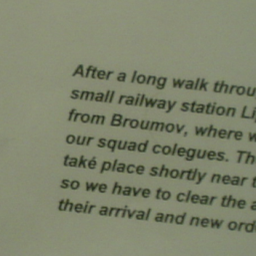 After a long walk throu
small railway station Li
from Broumov, where w
our squad colegues. Th
také place shortly near t
so we have to clear the a
their arrival and new ord